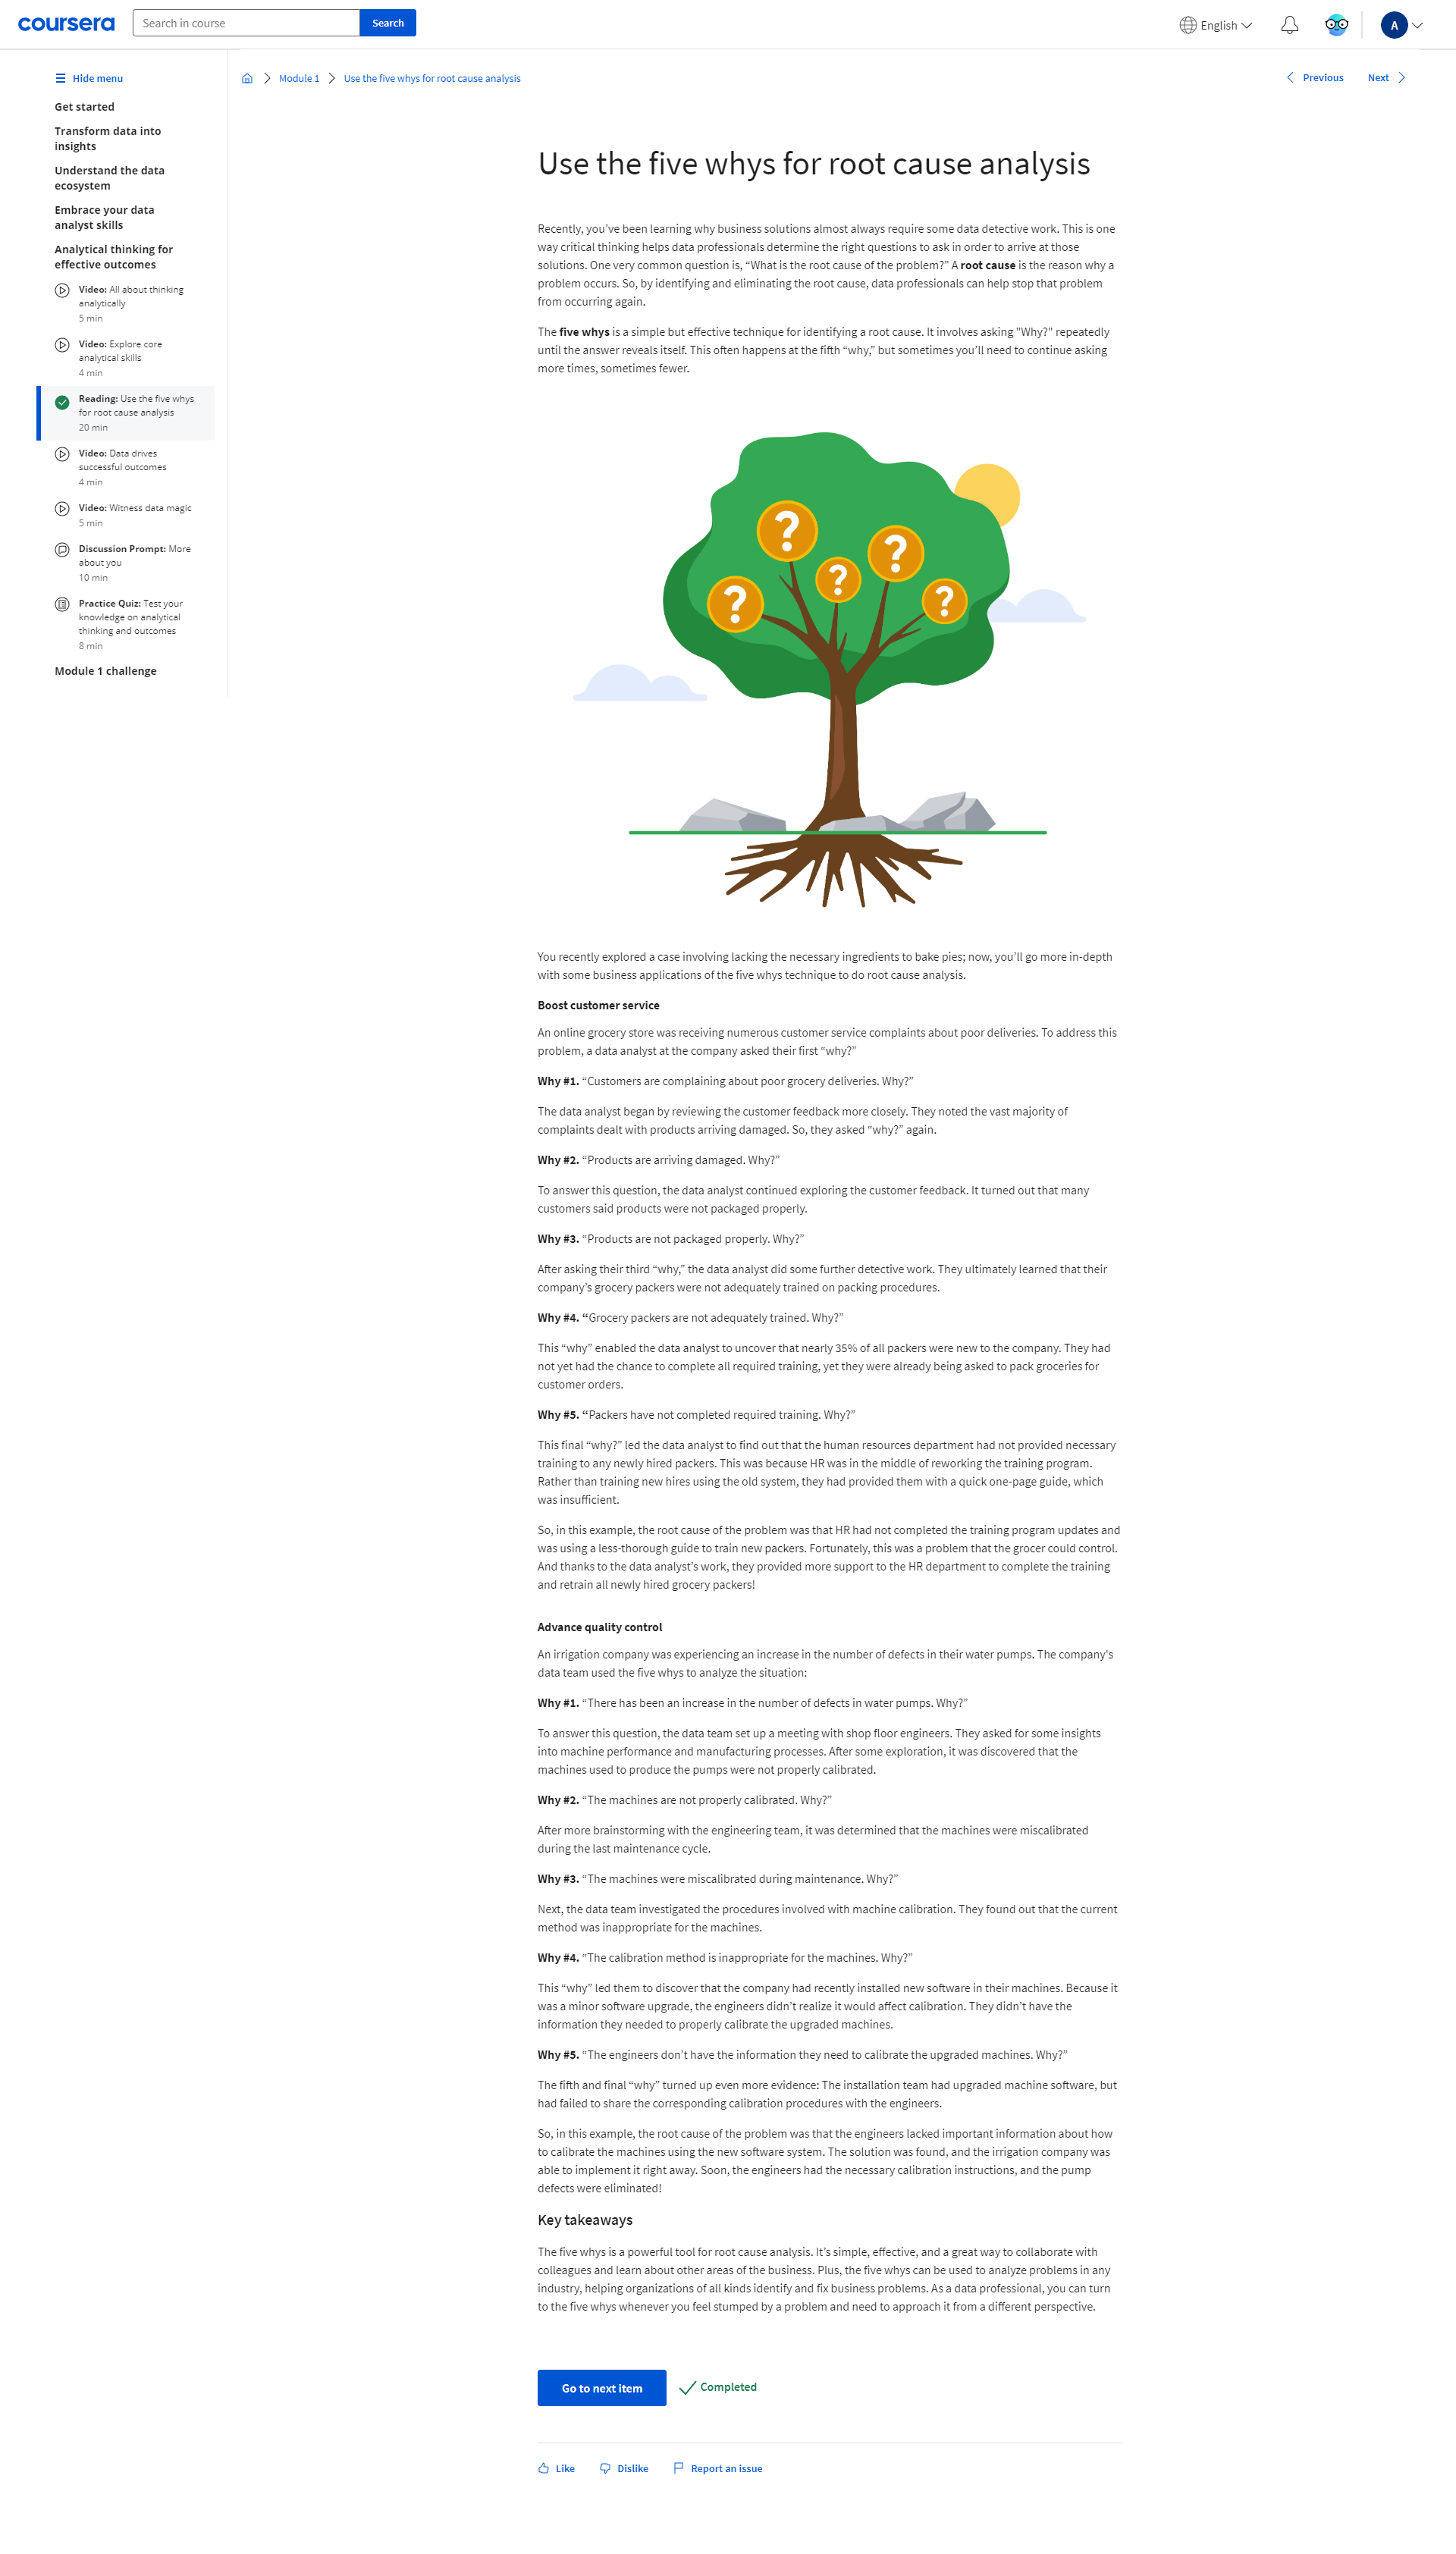 coursera
Search in course
Search
English
A
Hide menu
Get started
Transform data into
insights
Understand the data
ecosystem
Embrace your data
analyst skills
Analytical thinking for
effective outcomes
Video: All about thinking
analytically
5 min
Video: Explore core
analytical skills
4 min
Reading: Use the five whys
for root cause analysis
20 min
Video: Data drives
successful outcomes
4 min
Video: Witness data magic
5 min
Discussion Prompt: More
about you
10 min
Practice Quiz: Test your
knowledge on analytical
thinking and outcomes
8 min
Module 1 challenge
Module 1
Use the five whys for root cause analysis
Previous
Next
Use the five whys for root cause analysis
Recently, you’ve been learning why business solutions almost always require some data detective work. This is one
way critical thinking helps data professionals determine the right questions to ask in order to arrive at those
solutions. One very common question is, “What is the root cause of the problem?” A root cause is the reason why a
problem occurs. So, by identifying and eliminating the root cause, data professionals can help stop that problem
from occurring again.
The five whys is a simple but effective technique for identifying a root cause. It involves asking "Why?" repeatedly
until the answer reveals itself. This often happens at the fifth “why,” but sometimes you’ll need to continue asking
more times, sometimes fewer.
?
?
?
?
?
You recently explored a case involving lacking the necessary ingredients to bake pies; now, you’ll go more in-depth
with some business applications of the five whys technique to do root cause analysis.
Boost customer service
An online grocery store was receiving numerous customer service complaints about poor deliveries. To address this
problem, a data analyst at the company asked their first “why?”
Why #1. “Customers are complaining about poor grocery deliveries. Why?”
The data analyst began by reviewing the customer feedback more closely. They noted the vast majority of
complaints dealt with products arriving damaged. So, they asked “why?” again.
Why #2. “Products are arriving damaged. Why?”
To answer this question, the data analyst continued exploring the customer feedback. It turned out that many
customers said products were not packaged properly.
Why #3. “Products are not packaged properly. Why?”
After asking their third “why,” the data analyst did some further detective work. They ultimately learned that their
company’s grocery packers were not adequately trained on packing procedures.
Why #4. “Grocery packers are not adequately trained. Why?”
This “why” enabled the data analyst to uncover that nearly 35% of all packers were new to the company. They had
not yet had the chance to complete all required training, yet they were already being asked to pack groceries for
customer orders.
Why #5. “Packers have not completed required training. Why?”
This final “why?” led the data analyst to find out that the human resources department had not provided necessary
training to any newly hired packers. This was because HR was in the middle of reworking the training program.
Rather than training new hires using the old system, they had provided them with a quick one-page guide, which
was insufficient.
So, in this example, the root cause of the problem was that HR had not completed the training program updates and
was using a less-thorough guide to train new packers. Fortunately, this was a problem that the grocer could control.
And thanks to the data analyst’s work, they provided more support to the HR department to complete the training
and retrain all newly hired grocery packers!
Advance quality control
An irrigation company was experiencing an increase in the number of defects in their water pumps. The company’s
data team used the five whys to analyze the situation:
Why #1. “There has been an increase in the number of defects in water pumps. Why?”
To answer this question, the data team set up a meeting with shop floor engineers. They asked for some insights
into machine performance and manufacturing processes. After some exploration, it was discovered that the
machines used to produce the pumps were not properly calibrated.
Why #2. “The machines are not properly calibrated. Why?”
After more brainstorming with the engineering team, it was determined that the machines were miscalibrated
during the last maintenance cycle.
Why #3. “The machines were miscalibrated during maintenance. Why?”
Next, the data team investigated the procedures involved with machine calibration. They found out that the current
method was inappropriate for the machines.
Why #4. “The calibration method is inappropriate for the machines. Why?”
This “why” led them to discover that the company had recently installed new software in their machines. Because it
was a minor software upgrade, the engineers didn’t realize it would affect calibration. They didn’t have the
information they needed to properly calibrate the upgraded machines.
Why #5. “The engineers don’t have the information they need to calibrate the upgraded machines. Why?”
The fifth and final “why” turned up even more evidence: The installation team had upgraded machine software, but
had failed to share the corresponding calibration procedures with the engineers.
So, in this example, the root cause of the problem was that the engineers lacked important information about how
to calibrate the machines using the new software system. The solution was found, and the irrigation company was
able to implement it right away. Soon, the engineers had the necessary calibration instructions, and the pump
defects were eliminated!
Key takeaways
The five whys is a powerful tool for root cause analysis. It’s simple, effective, and a great way to collaborate with
colleagues and learn about other areas of the business. Plus, the five whys can be used to analyze problems in any
industry, helping organizations of all kinds identify and fix business problems. As a data professional, you can turn
to the five whys whenever you feel stumped by a problem and need to approach it from a different perspective.
Go to next item
Completed
Like
Dislike
Report an issue